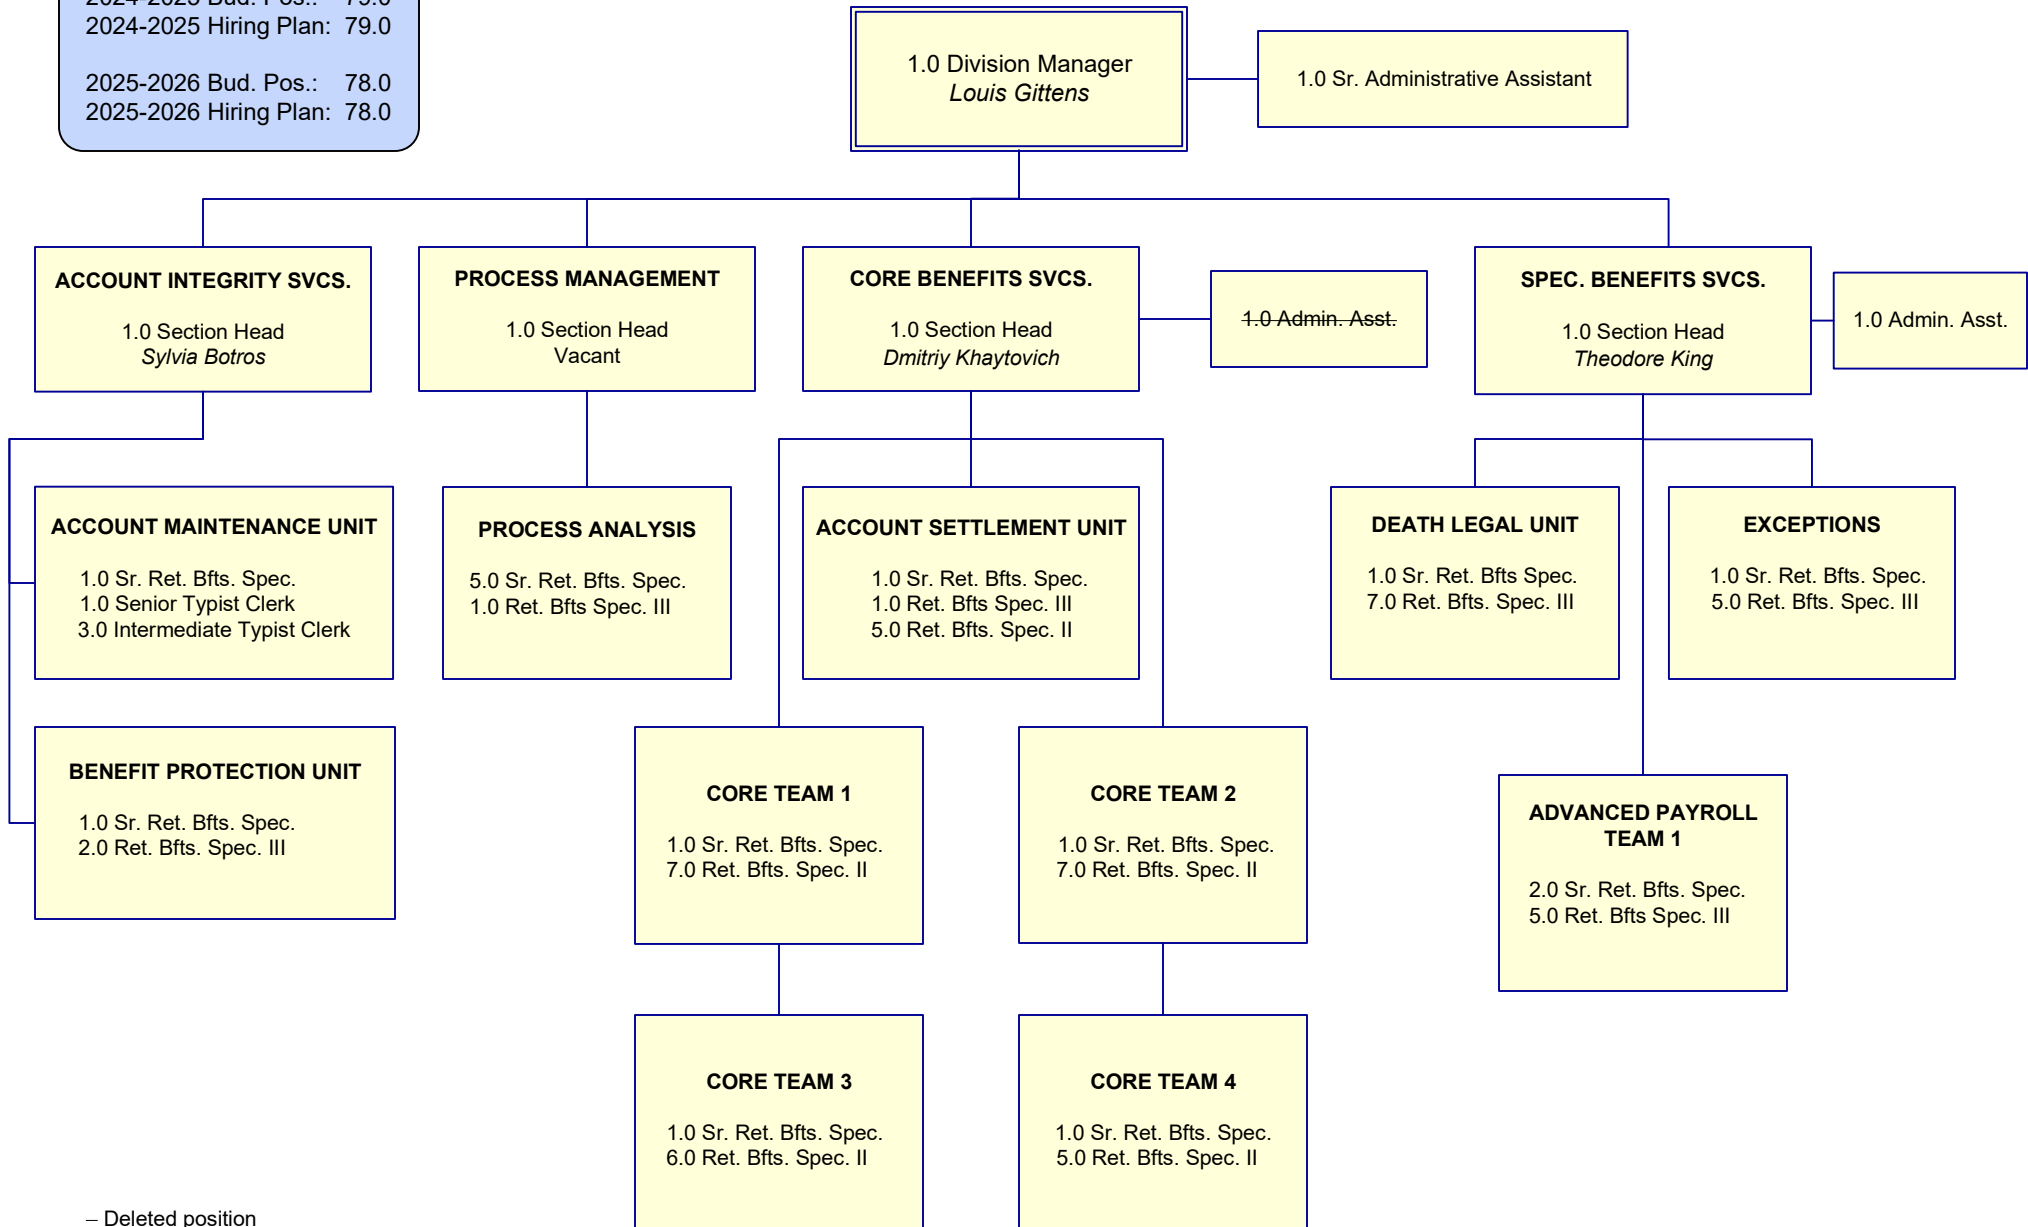 2024-2025 Bud. Pos.: 79.0
2024-2025 Hiring Plan: 79.0
2025-2026 Bud. Pos.: 78.0
2025-2026 Hiring Plan: 78.0
1.0 Division Manager
Louis Gittens
1.0 Sr. Administrative Assistant
ACCOUNT INTEGRITY SVCS.
1.0 Section Head
Sylvia Botros
PROCESS MANAGEMENT
1.0 Section Head
Vacant
CORE BENEFITS SVCS.
1.0 Section Head
Dmitriy Khaytovich
1.0 Admin. Asst.
SPEC. BENEFITS SVCS.
1.0 Section Head
Theodore King
1.0 Admin. Asst.
ACCOUNT MAINTENANCE UNIT
1.0 Sr. Ret. Bfts. Spec.
1.0 Senior Typist Clerk
3.0 Intermediate Typist Clerk
PROCESS ANALYSIS
5.0 Sr. Ret. Bfts. Spec.
1.0 Ret. Bfts Spec. III
ACCOUNT SETTLEMENT UNIT
1.0 Sr. Ret. Bfts. Spec.
1.0 Ret. Bfts Spec. III
5.0 Ret. Bfts. Spec. II
DEATH LEGAL UNIT
1.0 Sr. Ret. Bfts Spec.
7.0 Ret. Bfts. Spec. III
EXCEPTIONS
1.0 Sr. Ret. Bfts. Spec.
5.0 Ret. Bfts. Spec. III
BENEFIT PROTECTION UNIT
1.0 Sr. Ret. Bfts. Spec.
2.0 Ret. Bfts. Spec. III
CORE TEAM 1
1.0 Sr. Ret. Bfts. Spec.
7.0 Ret. Bfts. Spec. II
CORE TEAM 2
1.0 Sr. Ret. Bfts. Spec.
7.0 Ret. Bfts. Spec. II
ADVANCED PAYROLL
TEAM 1
2.0 Sr. Ret. Bfts. Spec.
5.0 Ret. Bfts Spec. III
CORE TEAM 3
1.0 Sr. Ret. Bfts. Spec.
6.0 Ret. Bfts. Spec. II
CORE TEAM 4
1.0 Sr. Ret. Bfts. Spec.
5.0 Ret. Bfts. Spec. II
– Deleted position